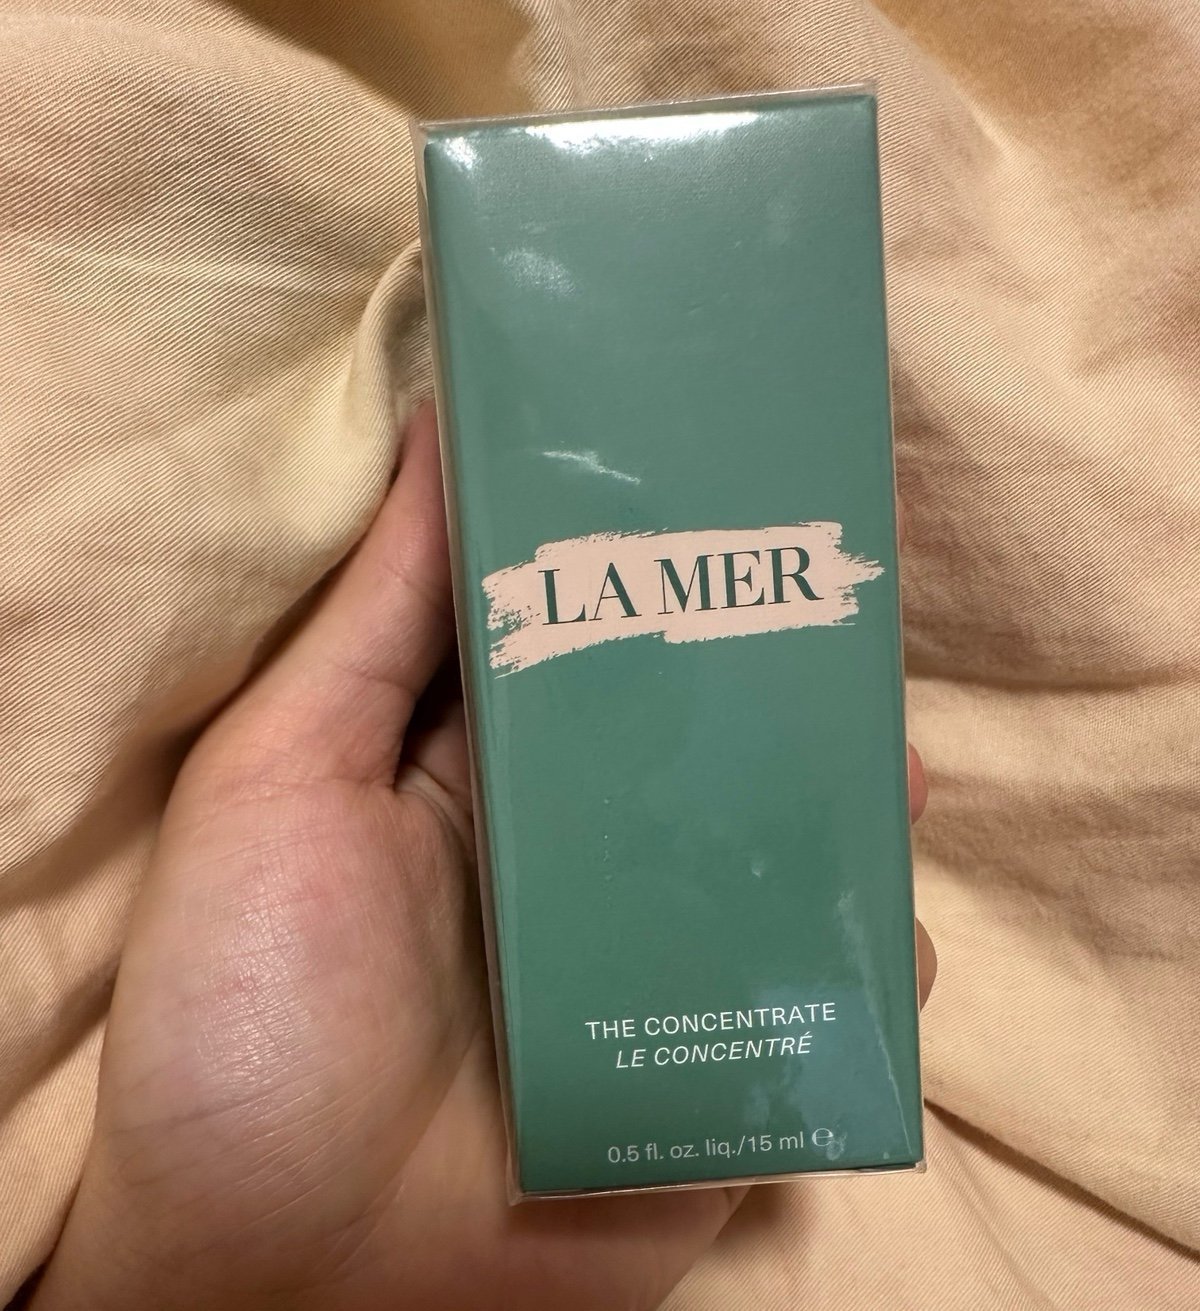 LA MER
THE CONCENTRATE
LE CONCENTRÉ
0.5 fl. oz. liq./15 ml ℮